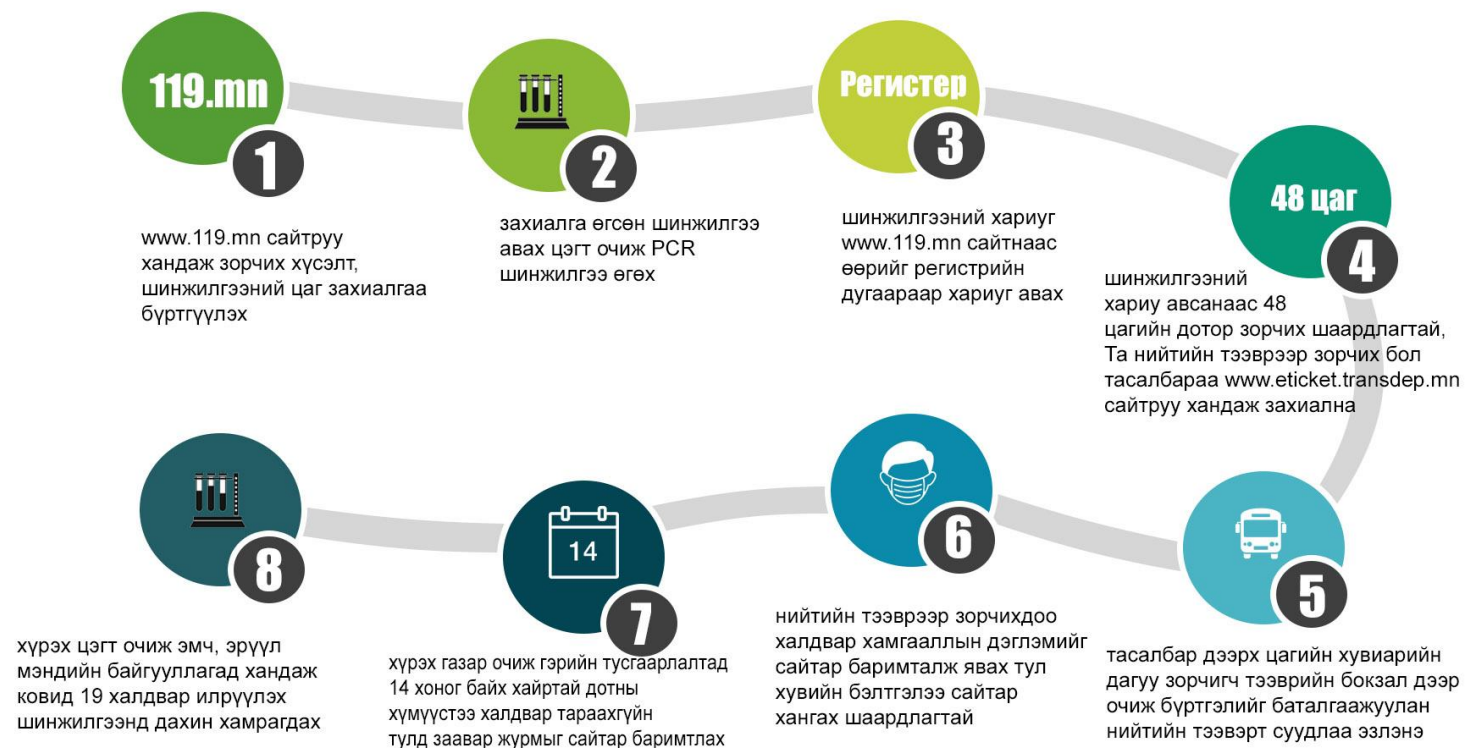 119.mn
1
www.119.mn сайтруу
хандаж зорчих хүсэлт,
шинжилгээний цаг захиалгаа
бүртгүүлэх
2
захиалга өгсөн шинжилгээ
авах цэгт очиж PCR
шинжилгээ өгөх
Регистер
3
шинжилгээний хариуг
www.119.mn сайтнаас
өөрийг регистрийн
дугаараар хариуг авах
48 цаг
4
шинжилгээний
хариу авсанаас 48
цагийн дотор зорчих шаардлагтай,
Та нийтийн тээврээр зорчих бол
тасалбараа www.eticket.transdep.mn
сайтруу хандаж захиална
5
тасалбар дээрх цагийн хувиарийн
дагуу зорчигч тээврийн бокзал дээр
очиж бүртгэлийг баталгаажуулан
нийтийн тээвэрт суудлаа эзлэнэ
6
нийтийн тээврээр зорчихдоо
халдвар хамгааллын дэглэмийг
сайтар баримталж явах тул
хувийн бэлтгэлээ сайтар
хангах шаардлагтай
14
7
хүрэх газар очиж гэрийн тусгаарлалтад
14 хоног байх хайртай дотны
хүмүүстээ халдвар тараахгүйн
тулд заавар журмыг сайтар баримтлах
8
хүрэх цэгт очиж эмч, эрүүл
мэндийн байгууллагад хандаж
ковид 19 халдвар илрүүлэх
шинжилгээнд дахин хамрагдах